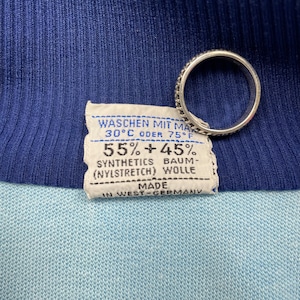 WASCHEN MIT MA
30°C ODER 75°F
55% + 45%
SYNTHETICS BAUM-
(NYLSTRETCH) WOLLE
MADE
IN WEST-GERMANY